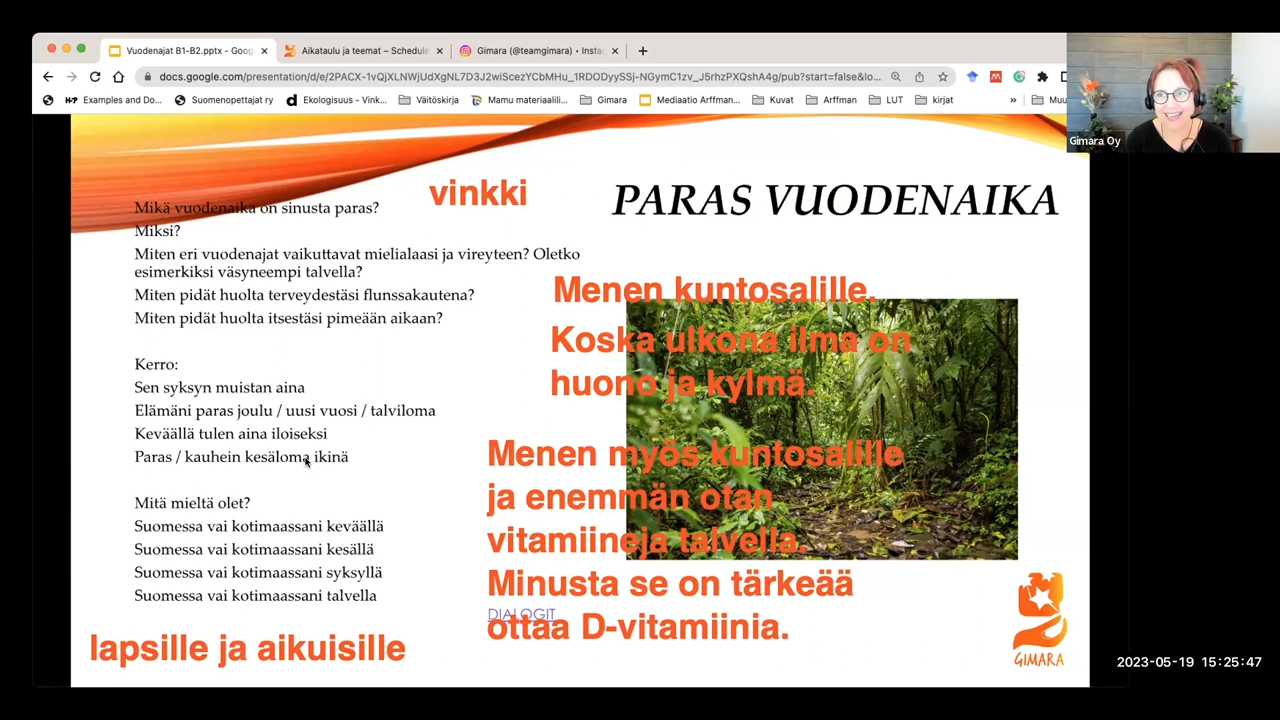 Vuodenajat B1-B2.pptx - Goog
Aikataulu ja teemat – Schedule
Gimara (@teamgimara) • Insta
docs.google.com/presentation/d/e/2PACX-1vQjXLNWjUdXgNL7D3J2wiScezYCbMHu_1RDODyySSj-NGymC1zv_J5rhzPXQshA4g/pub?start=false&lo...
Examples and Do...
Suomenopettajat ry
Ekologisuus - Vink...
Väitöskirja
Mamu materiaalili...
Gimara
Mediaatio Arffman...
Kuvat
Arffman
LUT
kirjat
»
Muu
Gimara Oy
vinkki
PARAS VUODENAIKA
Mikä vuodenaika on sinusta paras?
Miksi?
Miten eri vuodenajat vaikuttavat mielialaasi ja vireyteen? Oletko
esimerkiksi väsyneempi talvella?
Miten pidät huolta terveydestäsi flunssakautena?
Miten pidät huolta itsestäsi pimeään aikaan?
Kerro:
Sen syksyn muistan aina
Elämäni paras joulu / uusi vuosi / talviloma
Keväällä tulen aina iloiseksi
Paras / kauhein kesäloma ikinä
Mitä mieltä olet?
Suomessa vai kotimaassani keväällä
Suomessa vai kotimaassani kesällä
Suomessa vai kotimaassani syksyllä
Suomessa vai kotimaassani talvella
Menen kuntosalille.
Koska ulkona ilma on
huono ja kylmä.
Menen myös kuntosalille
ja enemmän otan
vitamiineja talvella.
Minusta se on tärkeää
DIALOGIT
ottaa D-vitamiinia.
lapsille ja aikuisille
GIMARA
2023-05-19 15:25:47